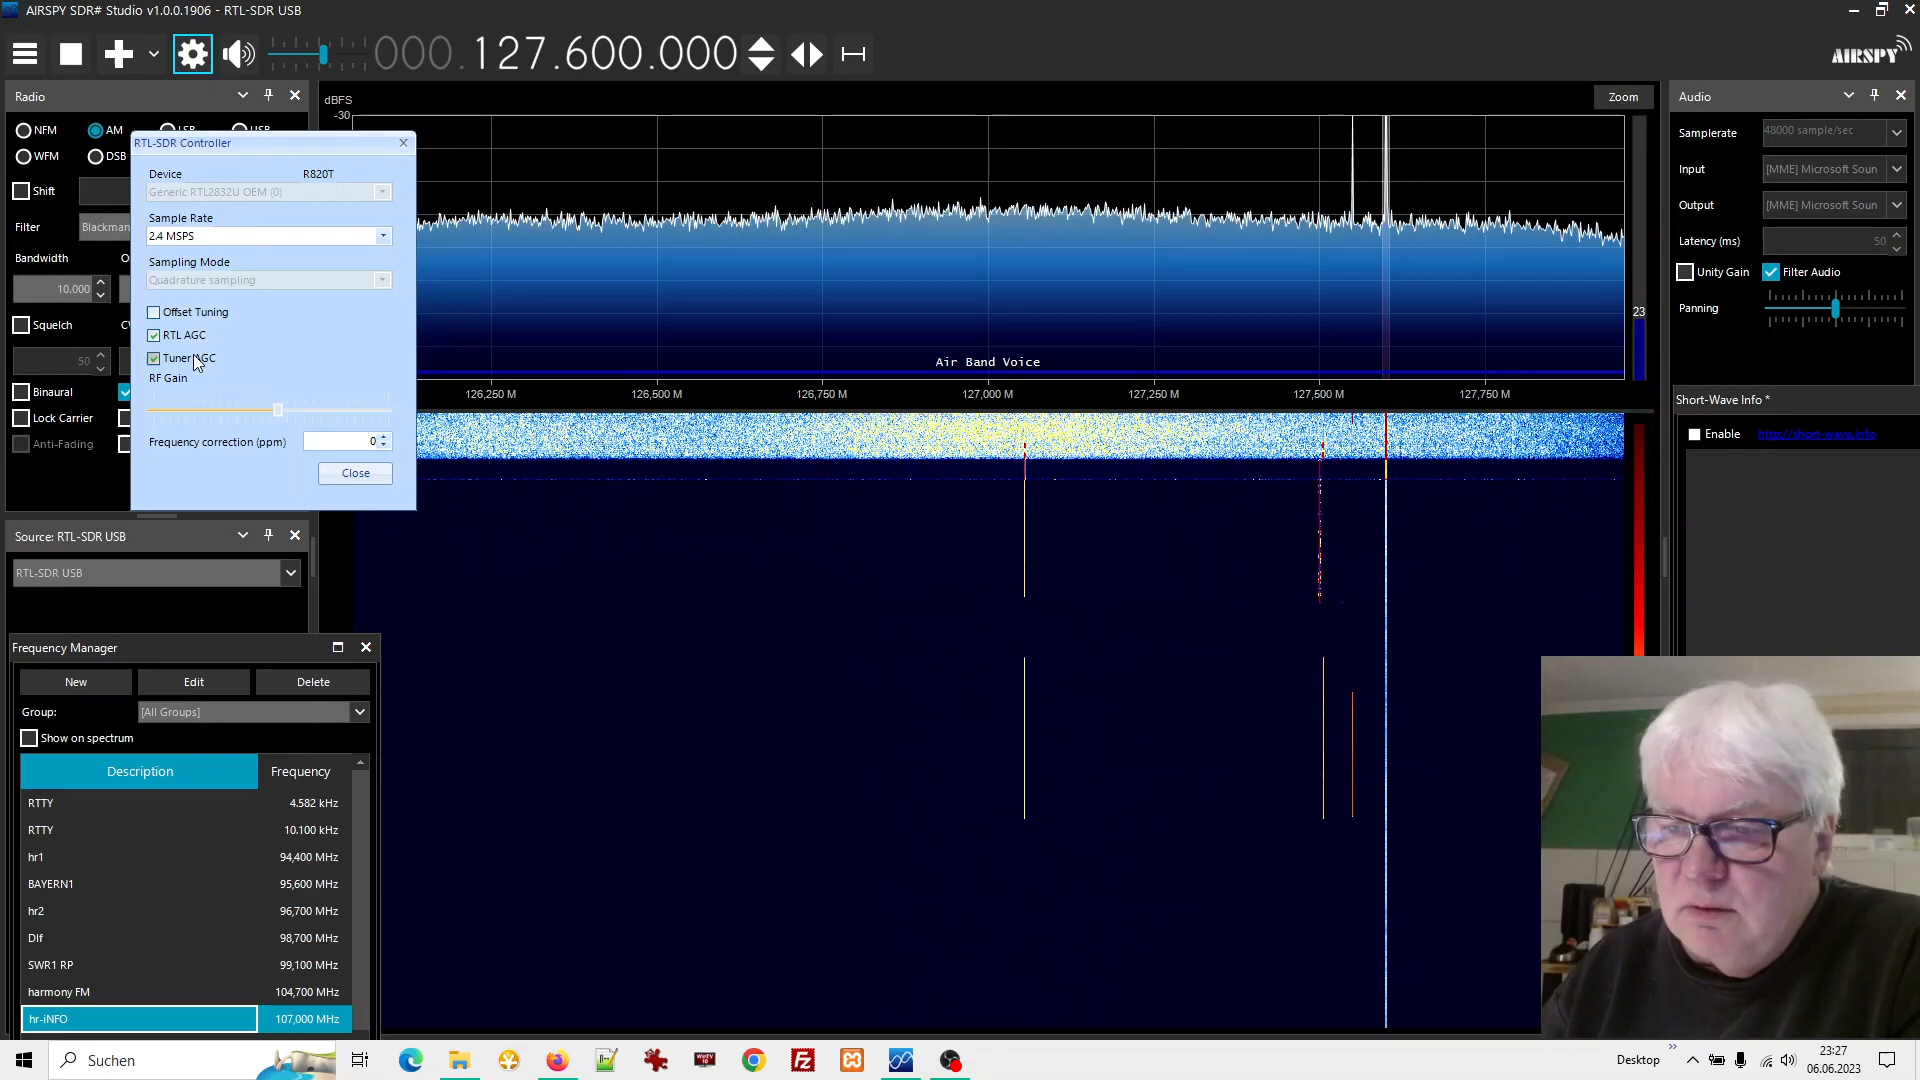 AIRSPY SDR# Studio v1.0.0.1906 - RTL-SDR USB
000.127.600.000
AIRSPY
Radio
NFM
AM
LSB
USB
WFM
DSB
Shift
Filter
Blackman
Bandwidth
10.000
Squelch
50
Binaural
Lock Carrier
Anti-Fading
RTL-SDR Controller
Device
R820T
Generic RTL2832U OEM (0)
Sample Rate
2.4 MSPS
Sampling Mode
Quadrature sampling
Offset Tuning
RTL AGC
Tuner AGC
RF Gain
Frequency correction (ppm)
0
Close
dBFS
-30
Zoom
23
Air Band Voice
126,250 M
126,500 M
126,750 M
127,000 M
127,250 M
127,500 M
127,750 M
Audio
Samplerate
48000 sample/sec
Input
[MME] Microsoft Soun
Output
[MME] Microsoft Soun
Latency (ms)
50
Unity Gain
Filter Audio
Panning
Short-Wave Info *
Enable
http://short-wave.info
Source: RTL-SDR USB
RTL-SDR USB
Frequency Manager
New
Edit
Delete
Group:
[All Groups]
Show on spectrum
Description
Frequency
RTTY
4.582 kHz
RTTY
10.100 kHz
hr1
94,400 MHz
BAYERN1
95,600 MHz
hr2
96,700 MHz
Dlf
98,700 MHz
SWR1 RP
99,100 MHz
harmony FM
104,700 MHz
hr-iNFO
107,000 MHz
Suchen
Desktop
23:27
06.06.2023